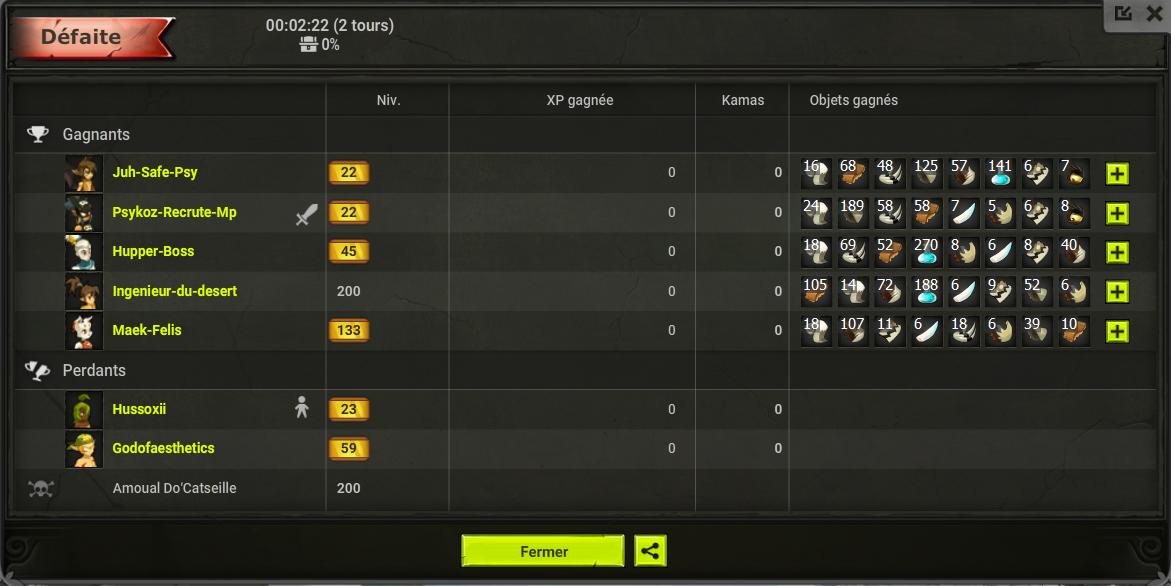 Défaite
00:02:22 (2 tours)
0%
Niv. XP gagnée Kamas Objets gagnés
Gagnants
Juh-Safe-Psy 22 0 0 16 68 48 125 57 141 6 7
Psykoz-Recrute-Mp 22 0 0 24 189 58 58 7 5 6 8
Hupper-Boss 45 0 0 18 69 52 270 8 6 8 40
Ingenieur-du-desert 200 0 0 105 14 72 188 6 9 52 6
Maek-Felis 133 0 0 18 107 11 6 18 6 39 10
Perdants
Hussoxii 23 0 0
Godofaesthetics 59 0 0
Amoual Do'Catseille 200
Fermer